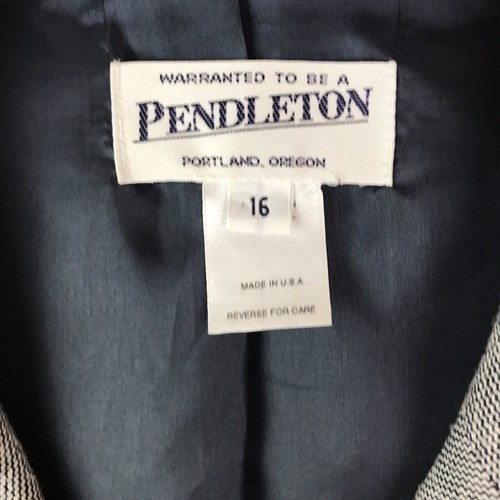 WARRANTED TO BE A
PENDLETON
PORTLAND, OREGON
16
MADE IN U.S.A.
REVERSE FOR CARE